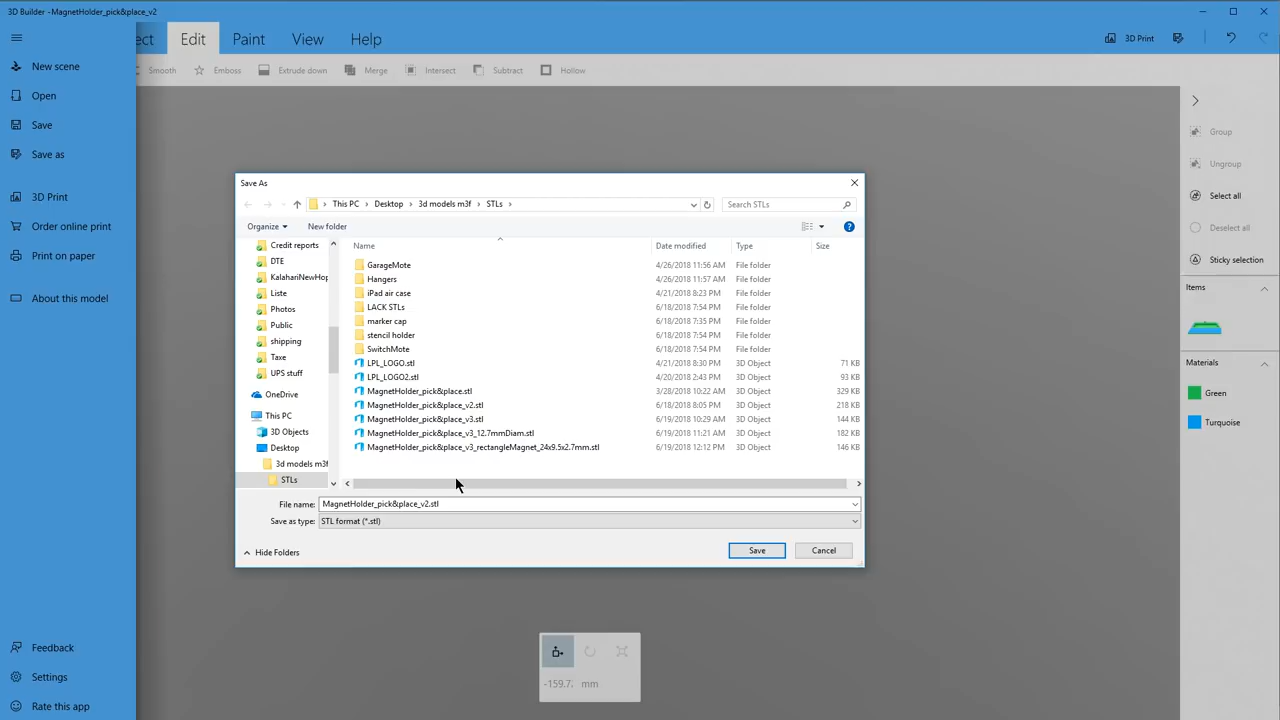 3D Builder -MagnetHolder_pick&place_v2
ect Edit Paint View Help 3D Print
Smooth Emboss Extrude down Merge Intersect Subtract Hollow
New scene
Open
Save
Save as
3D Print
Order online print
Print on paper
About this model
Feedback
Settings
Rate this app
Save As
This PC > Desktop > 3d models m3f > STLs >
Search STLs
Organize New folder
Credit reports
DTE
KalahariNewHop
Liste
Photos
Public
shipping
Taxe
UPS stuff
OneDrive
This PC
3D Objects
Desktop
3d models m3f
STLs
Name Date modified Type Size
GarageMote 4/26/2018 11:56 AM File folder
Hangers 4/26/2018 11:57 AM File folder
iPad air case 4/21/2018 8:23 PM File folder
LACK STLs 6/18/2018 7:54 PM File folder
marker cap 6/18/2018 7:35 PM File folder
stencil holder 6/18/2018 7:54 PM File folder
SwitchMote 6/18/2018 7:54 PM File folder
LPL_LOGO.stl 4/21/2018 8:30 PM 3D Object 71 KB
LPL_LOGO2.stl 4/20/2018 2:43 PM 3D Object 93 KB
MagnetHolder_pick&place.stl 3/28/2018 10:22 AM 3D Object 329 KB
MagnetHolder_pick&place_v2.stl 6/18/2018 8:05 PM 3D Object 218 KB
MagnetHolder_pick&place_v3.stl 6/19/2018 10:29 AM 3D Object 144 KB
MagnetHolder_pick&place_v3_12.7mmDiam.stl 6/19/2018 11:21 AM 3D Object 182 KB
MagnetHolder_pick&place_v3_rectangleMagnet_24x9.5x2.7mm.stl 6/19/2018 12:12 PM 3D Object 146 KB
File name: MagnetHolder_pick&place_v2.stl
Save as type: STL format (*.stl)
Hide Folders Save Cancel
-159.7: mm
Group
Ungroup
Select all
Deselect all
Sticky selection
Items
Materials
Green
Turquoise